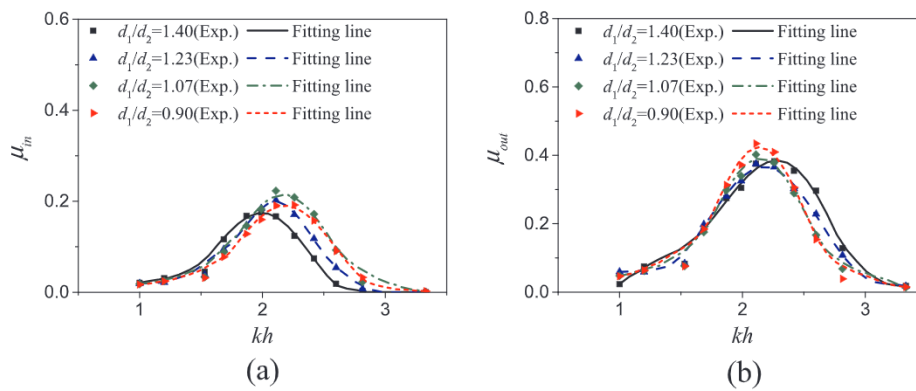 0.6
d₁/d₂=1.40(Exp.) Fitting line
d₁/d₂=1.23(Exp.) Fitting line
d₁/d₂=1.07(Exp.) Fitting line
d₁/d₂=0.90(Exp.) Fitting line
0.4
μin
0.2
0.0
1 2 3
kh
(a)
0.8
d₁/d₂=1.40(Exp.) Fitting line
d₁/d₂=1.23(Exp.) Fitting line
d₁/d₂=1.07(Exp.) Fitting line
d₁/d₂=0.90(Exp.) Fitting line
0.6
μout
0.4
0.2
0.0
1 2 3
kh
(b)